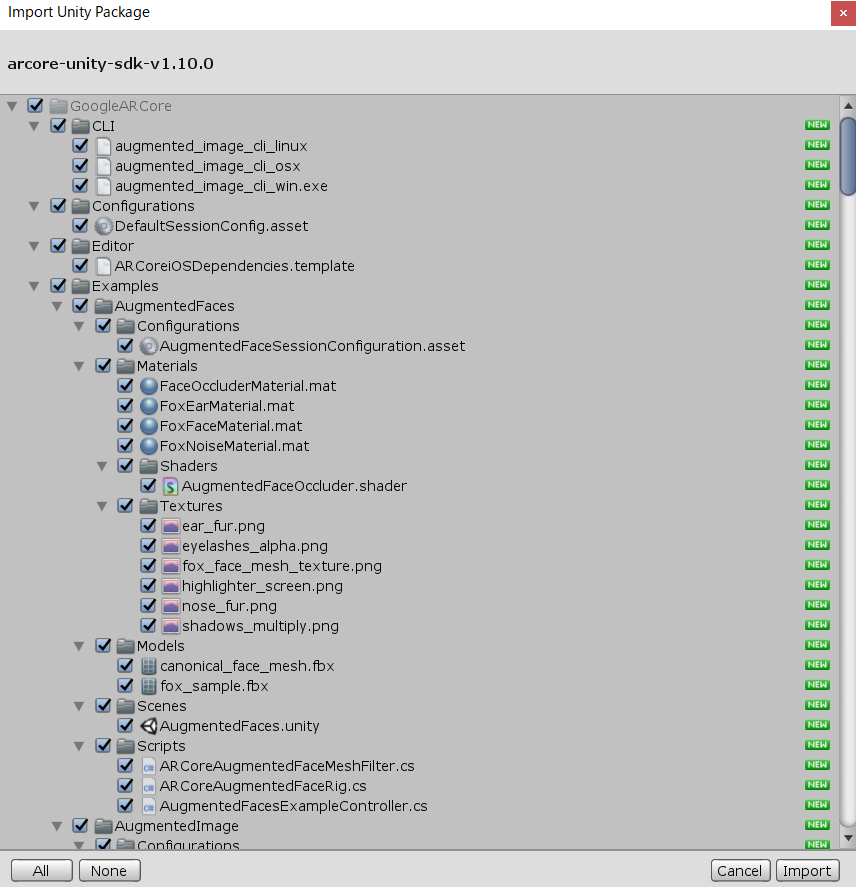 Import Unity Package
×
arcore-unity-sdk-v1.10.0
GoogleARCore
CLI NEW
augmented_image_cli_linux NEW
augmented_image_cli_osx NEW
augmented_image_cli_win.exe NEW
Configurations NEW
DefaultSessionConfig.asset NEW
Editor NEW
ARCoreiOSDependencies.template NEW
Examples NEW
AugmentedFaces NEW
Configurations NEW
AugmentedFaceSessionConfiguration.asset NEW
Materials NEW
FaceOccluderMaterial.mat NEW
FoxEarMaterial.mat NEW
FoxFaceMaterial.mat NEW
FoxNoiseMaterial.mat NEW
Shaders NEW
S AugmentedFaceOccluder.shader NEW
Textures NEW
ear_fur.png NEW
eyelashes_alpha.png NEW
fox_face_mesh_texture.png NEW
highlighter_screen.png NEW
nose_fur.png NEW
shadows_multiply.png NEW
Models NEW
canonical_face_mesh.fbx NEW
fox_sample.fbx NEW
Scenes NEW
AugmentedFaces.unity NEW
Scripts NEW
C# ARCoreAugmentedFaceMeshFilter.cs NEW
C# ARCoreAugmentedFaceRig.cs NEW
C# AugmentedFacesExampleController.cs NEW
AugmentedImage NEW
Configurations NEW
All None Cancel Import